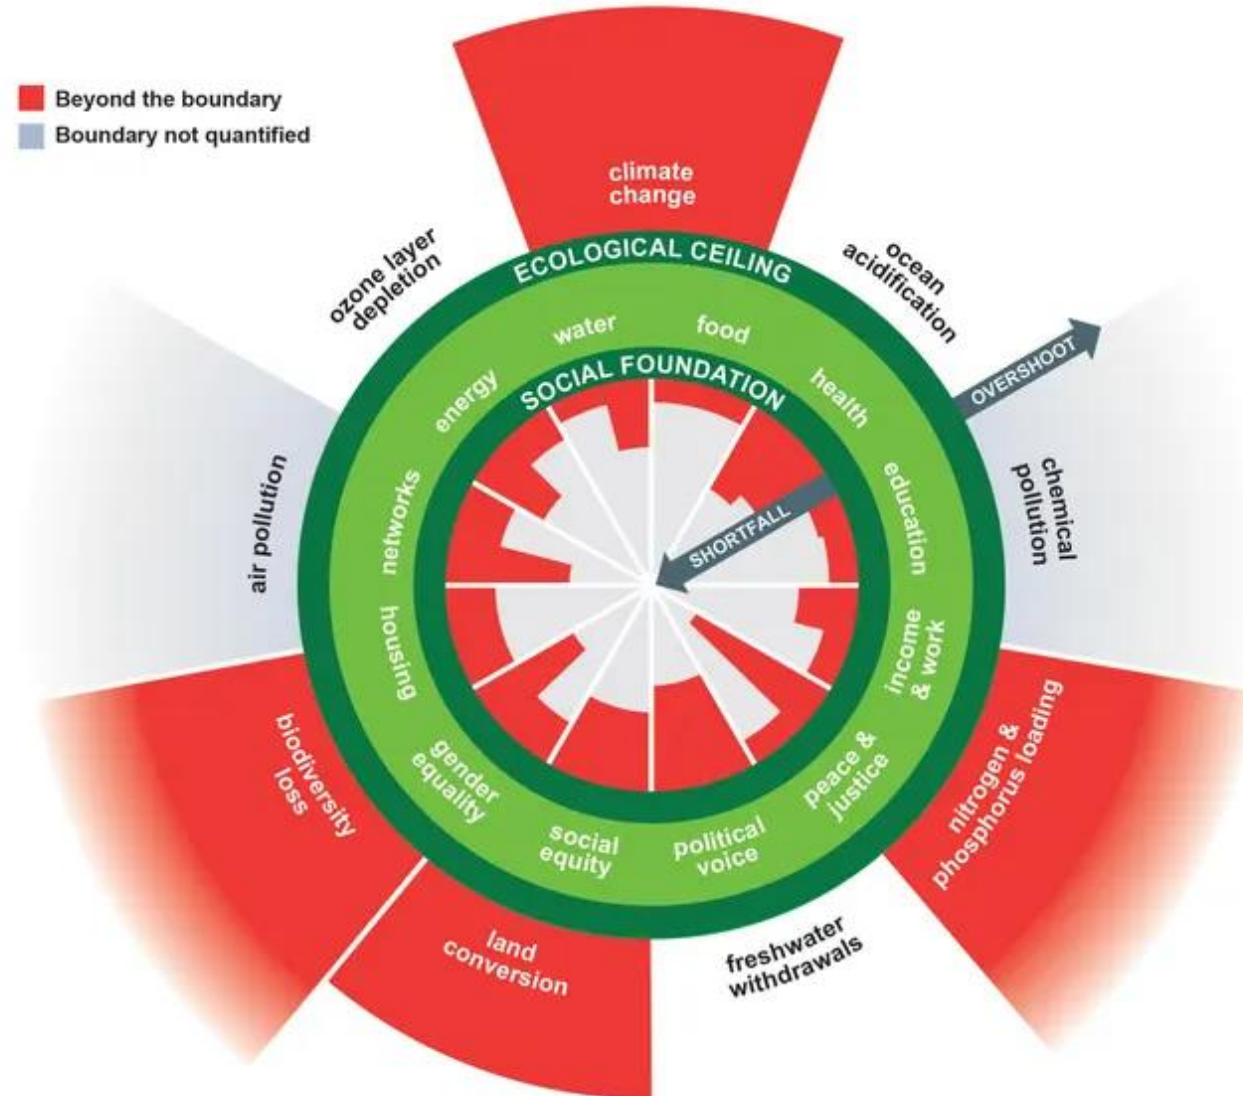 Beyond the boundary
Boundary not quantified
climate
change
ozone layer
depletion
ECOLOGICAL CEILING
ocean
acidification
water
food
SOCIAL FOUNDATION
energy
health
OVERSHOOT
air pollution
networks
SHORTFALL
education
chemical
pollution
housing
income
& work
biodiversity
loss
gender
equality
social
equity
political
voice
peace &
justice
nitrogen &
phosphorus loading
land
conversion
freshwater
withdrawals